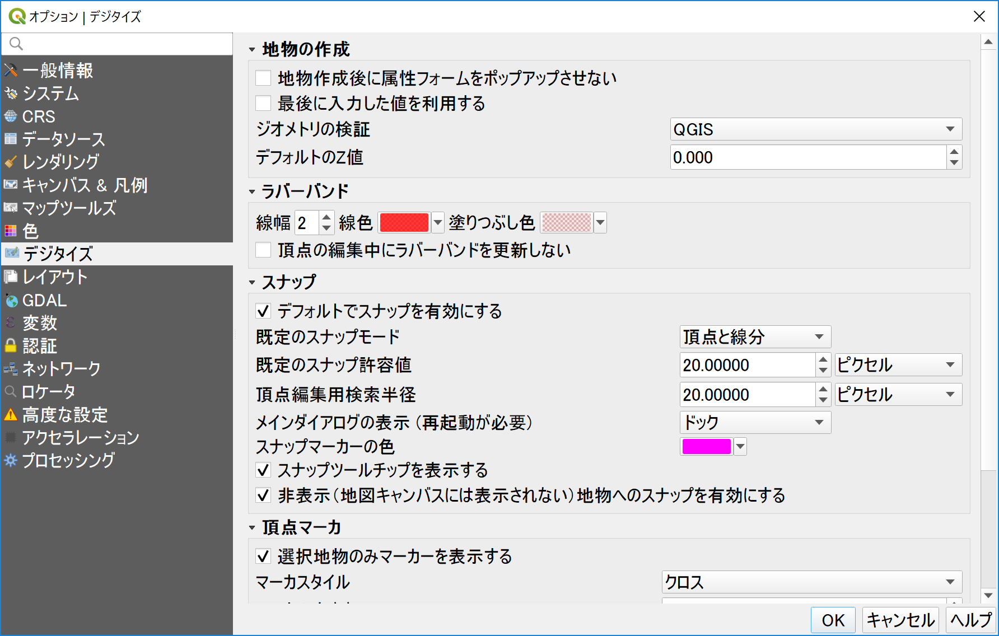 オプション | デジタイズ
一般情報
システム
CRS
データソース
レンダリング
キャンバス & 凡例
マップツールズ
色
デジタイズ
レイアウト
GDAL
変数
認証
ネットワーク
ロケータ
高度な設定
アクセラレーション
プロセッシング
地物の作成
地物作成後に属性フォームをポップアップさせない
最後に入力した値を利用する
ジオメトリの検証 QGIS
デフォルトのZ値 0.000
ラバーバンド
線幅 2 線色 塗りつぶし色
頂点の編集中にラバーバンドを更新しない
スナップ
デフォルトでスナップを有効にする
既定のスナップモード 頂点と線分
既定のスナップ許容値 20.00000 ピクセル
頂点編集用検索半径 20.00000 ピクセル
メインダイアログの表示（再起動が必要） ドック
スナップマーカーの色
スナップツールチップを表示する
非表示（地図キャンバスには表示されない）地物へのスナップを有効にする
頂点マーカ
選択地物のみマーカーを表示する
マーカスタイル クロス
OK キャンセル ヘルプ